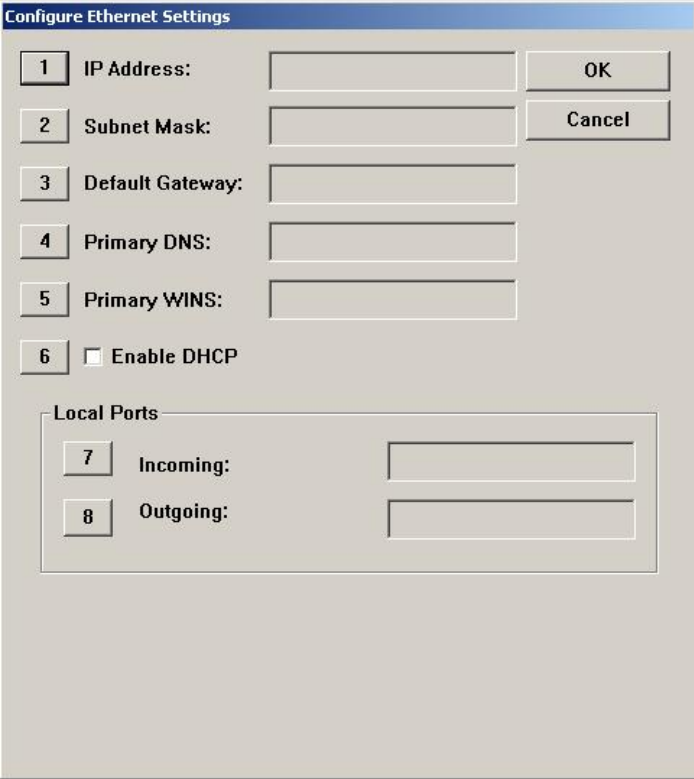 Configure Ethernet Settings
1 IP Address: OK
2 Subnet Mask: Cancel
3 Default Gateway:
4 Primary DNS:
5 Primary WINS:
6 Enable DHCP
Local Ports
7 Incoming:
8 Outgoing: